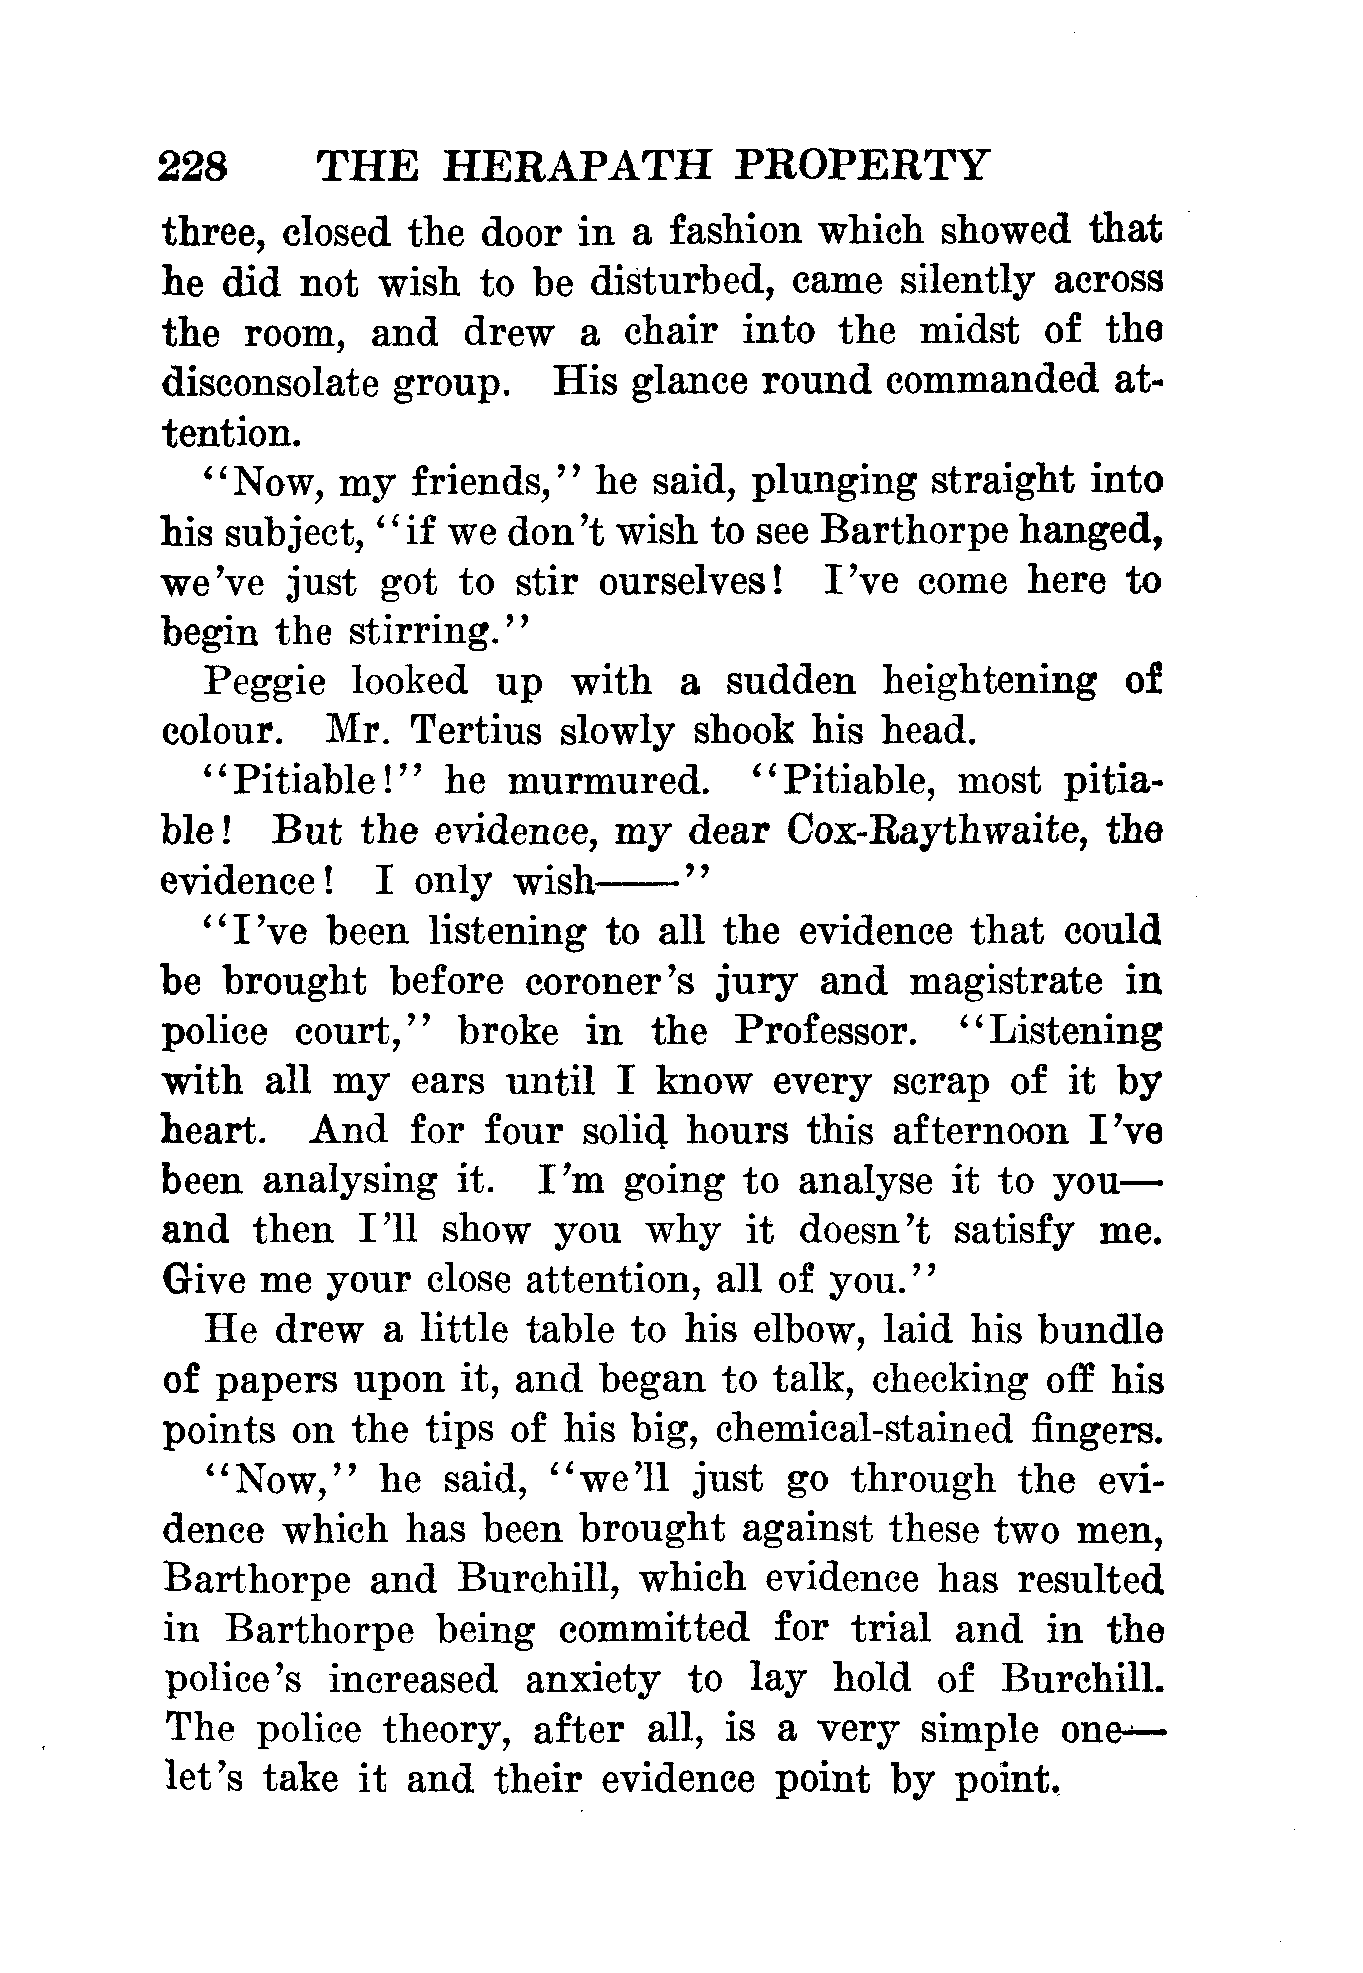 228 THE HERAPATH PROPERTY
three, closed the door in a fashion which showed that
he did not wish to be disturbed, came silently across
the room, and drew a chair into the midst of the
disconsolate group. His glance round commanded at-
tention.
"Now, my friends," he said, plunging straight into
his subject, "if we don't wish to see Barthorpe hanged,
we've just got to stir ourselves! I've come here to
begin the stirring."
Peggie looked up with a sudden heightening of
colour. Mr. Tertius slowly shook his head.
"Pitiable!" he murmured. "Pitiable, most pitia-
ble! But the evidence, my dear Cox-Raythwaite, the
evidence! I only wish——"
"I've been listening to all the evidence that could
be brought before coroner's jury and magistrate in
police court," broke in the Professor. "Listening
with all my ears until I know every scrap of it by
heart. And for four solid hours this afternoon I've
been analysing it. I'm going to analyse it to you—
and then I'll show you why it doesn't satisfy me.
Give me your close attention, all of you."
He drew a little table to his elbow, laid his bundle
of papers upon it, and began to talk, checking off his
points on the tips of his big, chemical-stained fingers.
"Now," he said, "we'll just go through the evi-
dence which has been brought against these two men,
Barthorpe and Burchill, which evidence has resulted
in Barthorpe being committed for trial and in the
police's increased anxiety to lay hold of Burchill.
The police theory, after all, is a very simple one—
let's take it and their evidence point by point.